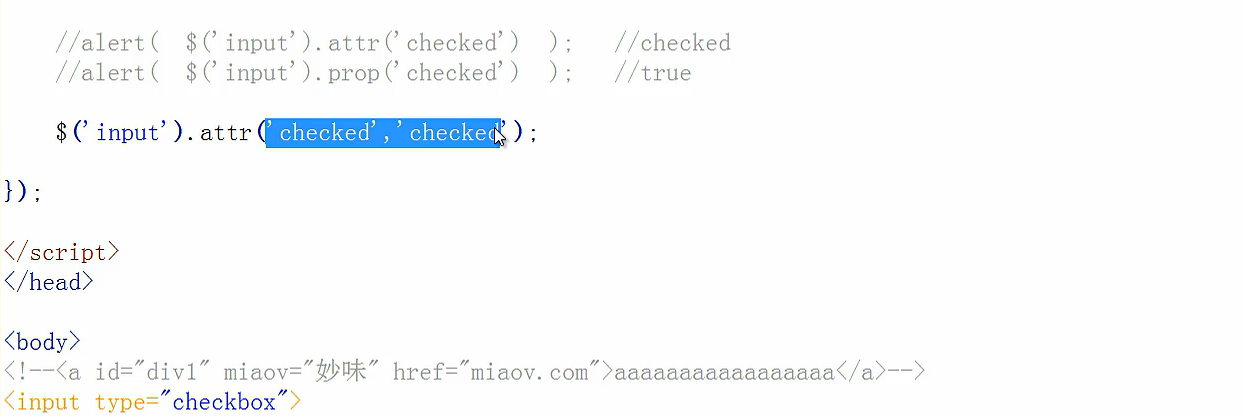 //alert( $('input').attr('checked') ); //checked
//alert( $('input').prop('checked') ); //true
$('input').attr('checked','checked');
});
</script>
</head>
<body>
<!--<a id="div1" miaov="妙味" href="miaov.com">aaaaaaaaaaaaaaaaa</a>-->
<input type="checkbox">